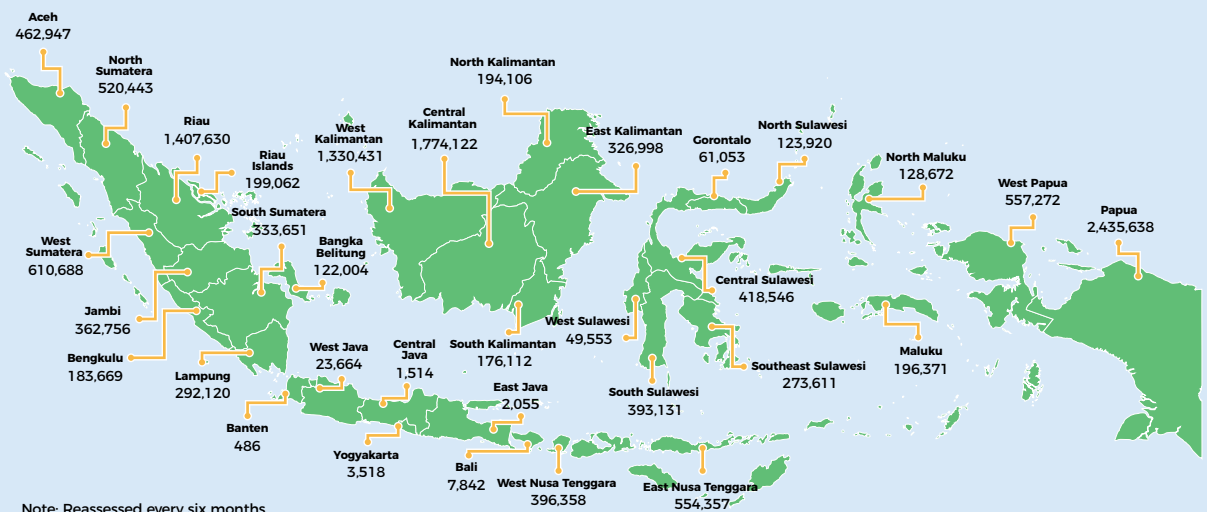 Aceh
462,947
North
Sumatera
520,443
Riau
1,407,630
Riau
Islands
199,062
South Sumatera
333,651
Bangka
Belitung
122,004
West
Sumatera
610,688
Jambi
362,756
Bengkulu
183,669
Lampung
292,120
Banten
486
West Java
23,664
Central
Java
1,514
Yogyakarta
3,518
East Java
2,055
Bali
7,842
West Nusa Tenggara
396,358
East Nusa Tenggara
554,357
West
Kalimantan
1,330,431
Central
Kalimantan
1,774,122
North Kalimantan
194,106
East Kalimantan
326,998
South Kalimantan
176,112
Gorontalo
61,053
North Sulawesi
123,920
Central Sulawesi
418,546
West Sulawesi
49,553
South Sulawesi
393,131
Southeast Sulawesi
273,611
North Maluku
128,672
Maluku
196,371
West Papua
557,272
Papua
2,435,638
Note: Reassessed every six months